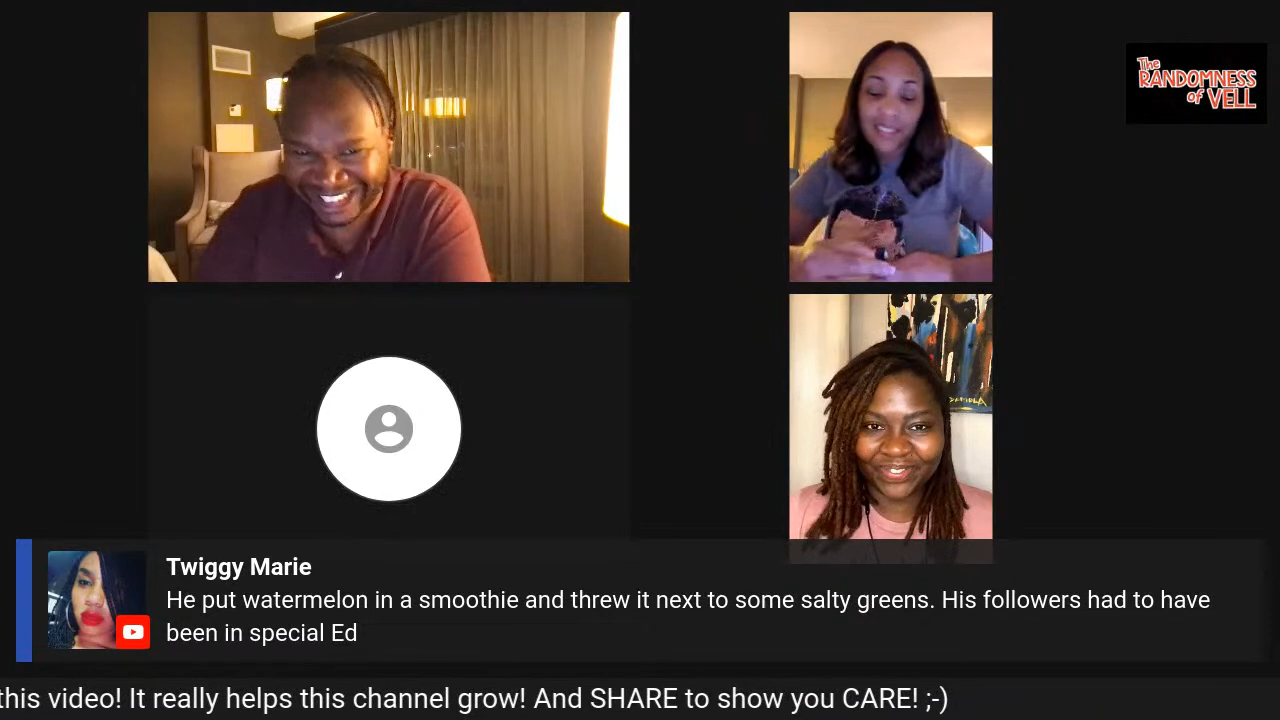 The
RANDOMNESS
of VELL
DAMOLA
Twiggy Marie
He put watermelon in a smoothie and threw it next to some salty greens. His followers had to have
been in special Ed
this video! It really helps this channel grow! And SHARE to show you CARE! ;-)